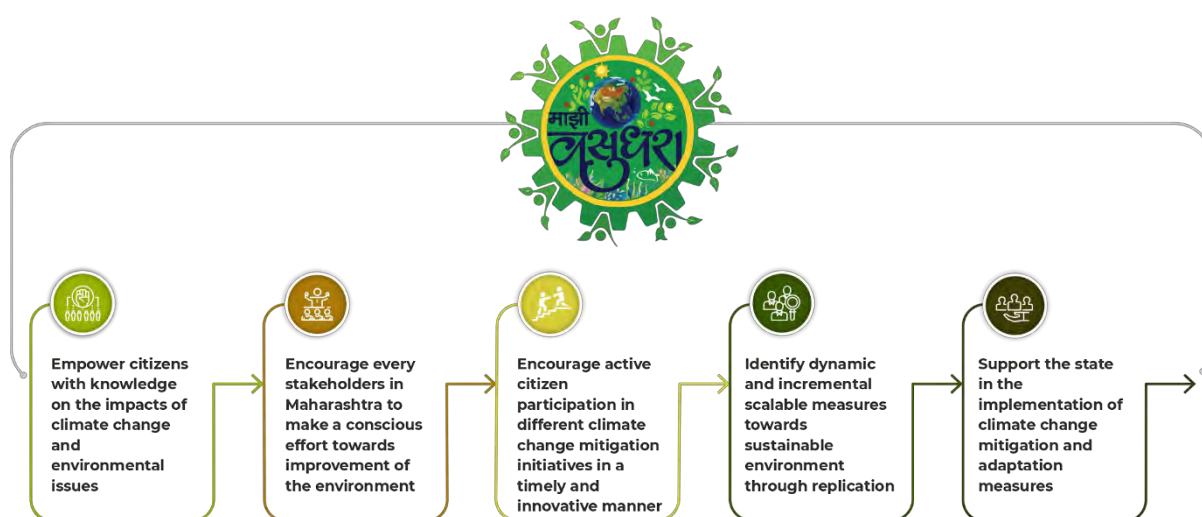 माझी
वसुंधरा
Empower citizens
with knowledge
on the impacts of
climate change
and
environmental
issues
Encourage every
stakeholders in
Maharashtra to
make a conscious
effort towards
improvement of
the environment
Encourage active
citizen
participation in
different climate
change mitigation
initiatives in a
timely and
innovative manner
Identify dynamic
and incremental
scalable measures
towards
sustainable
environment
through replication
Support the state
in the
implementation of
climate change
mitigation and
adaptation
measures